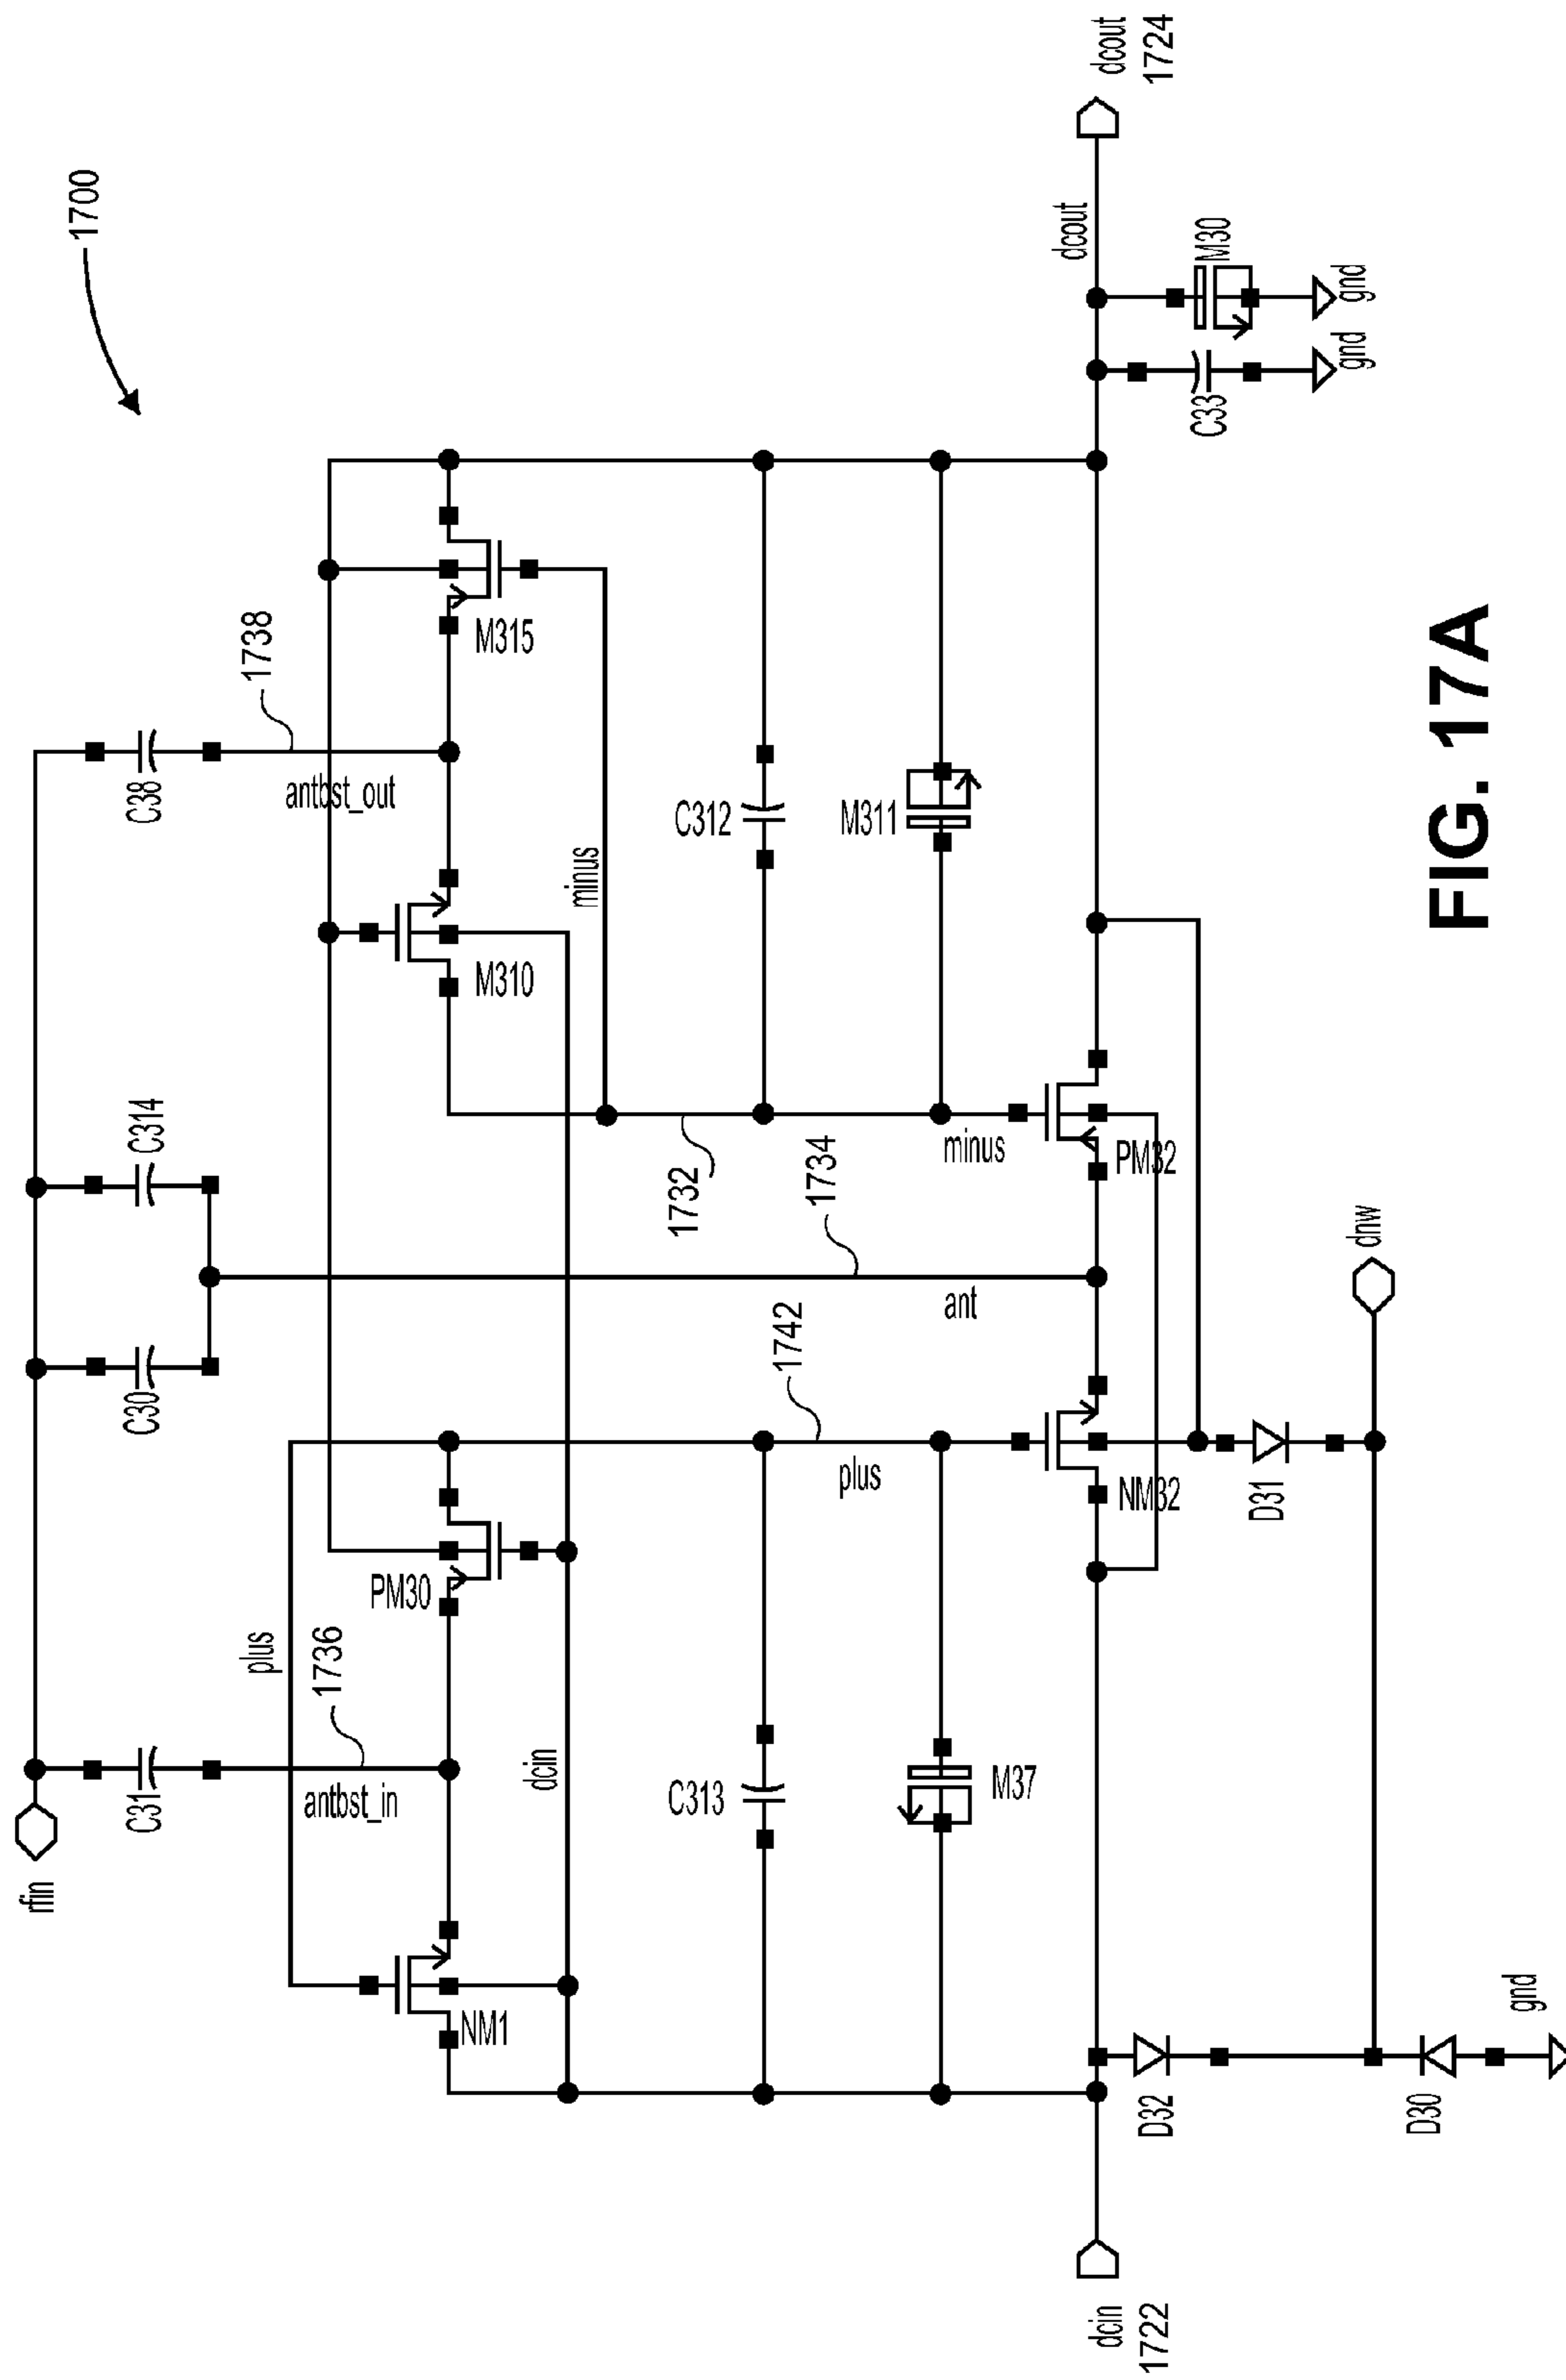 1700
rfin
C31
C30
C314
C38
1736
antbst_in
1738
antbst_out
plus
PM30
NM1
dcin
M310
M315
minus
C313
C312
M37
M311
1742
plus
1732
1734
ant
minus
NM32
PM32
dcin
1722
dcout
dcout
1724
C33
M30
gnd
gnd
D31
dnw
D32
D30
gnd
FIG. 17A